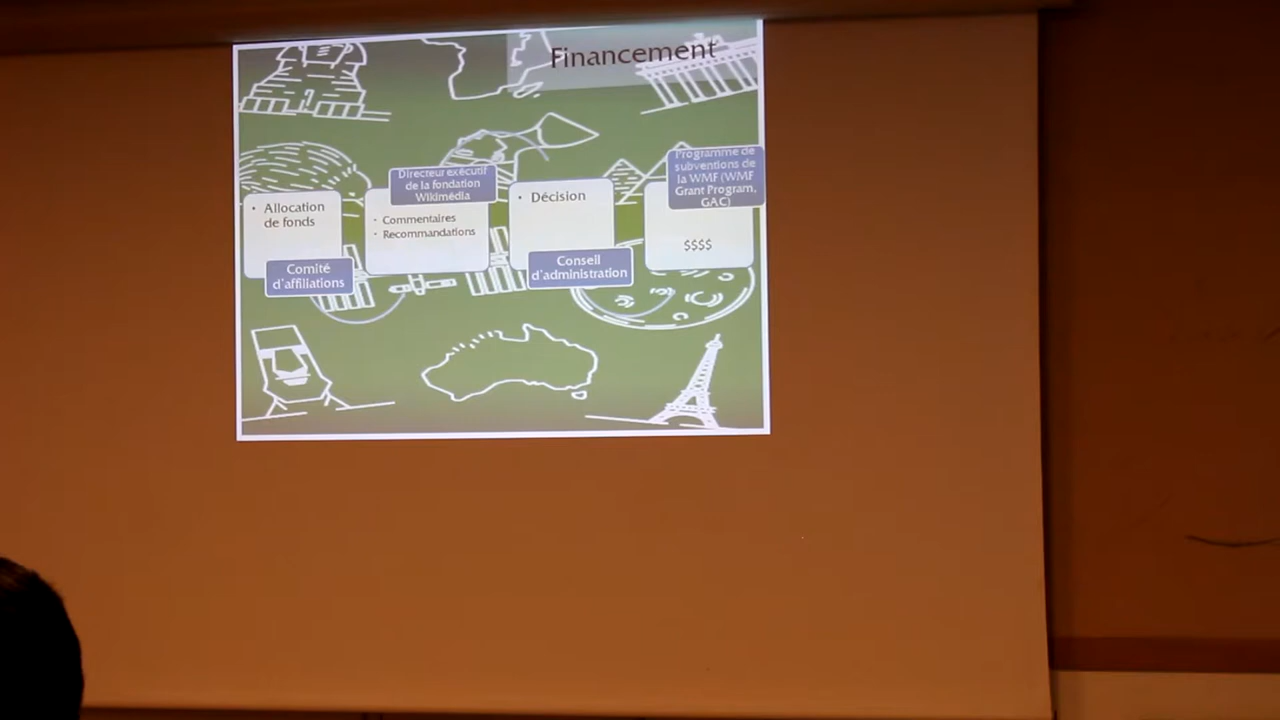 Financement
• Allocation
de fonds
Comité
d'affiliations
Directeur exécutif
de la fondation
Wikimédia
• Commentaires
• Recommandations
• Décision
Conseil
d'administration
Programme de
subventions de
la WMF (WMF
Grant Program,
GAC)
$$$$